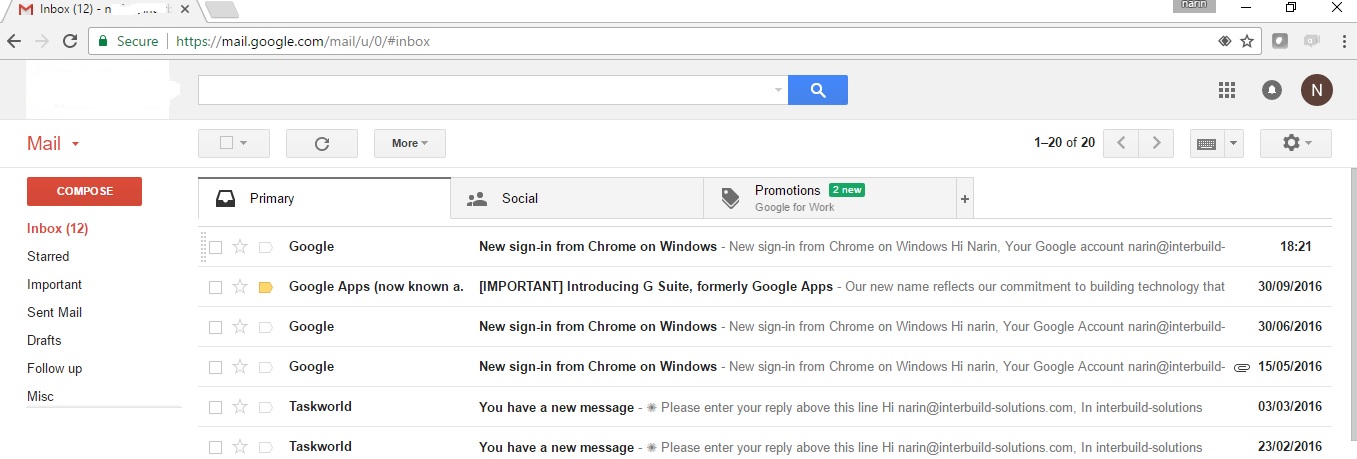 Inbox (12) - n
narin
Secure https://mail.google.com/mail/u/0/#inbox
N
Mail
More
1–20 of 20
COMPOSE
Primary
Social
Promotions 2 new
Google for Work
Inbox (12)
Starred
Important
Sent Mail
Drafts
Follow up
Misc
Google New sign-in from Chrome on Windows - New sign-in from Chrome on Windows Hi Narin, Your Google account narin@interbuild- 18:21
Google Apps (now known a. [IMPORTANT] Introducing G Suite, formerly Google Apps - Our new name reflects our commitment to building technology that 30/09/2016
Google New sign-in from Chrome on Windows - New sign-in from Chrome on Windows Hi narin, Your Google Account narin@interbuild- 30/06/2016
Google New sign-in from Chrome on Windows - New sign-in from Chrome on Windows Hi narin, Your Google Account narin@interbuild- 15/05/2016
Taskworld You have a new message - ✷ Please enter your reply above this line Hi narin@interbuild-solutions.com, In interbuild-solutions 03/03/2016
Taskworld You have a new message - ✷ Please enter your reply above this line Hi narin@interbuild-solutions.com, In interbuild-solutions 23/02/2016